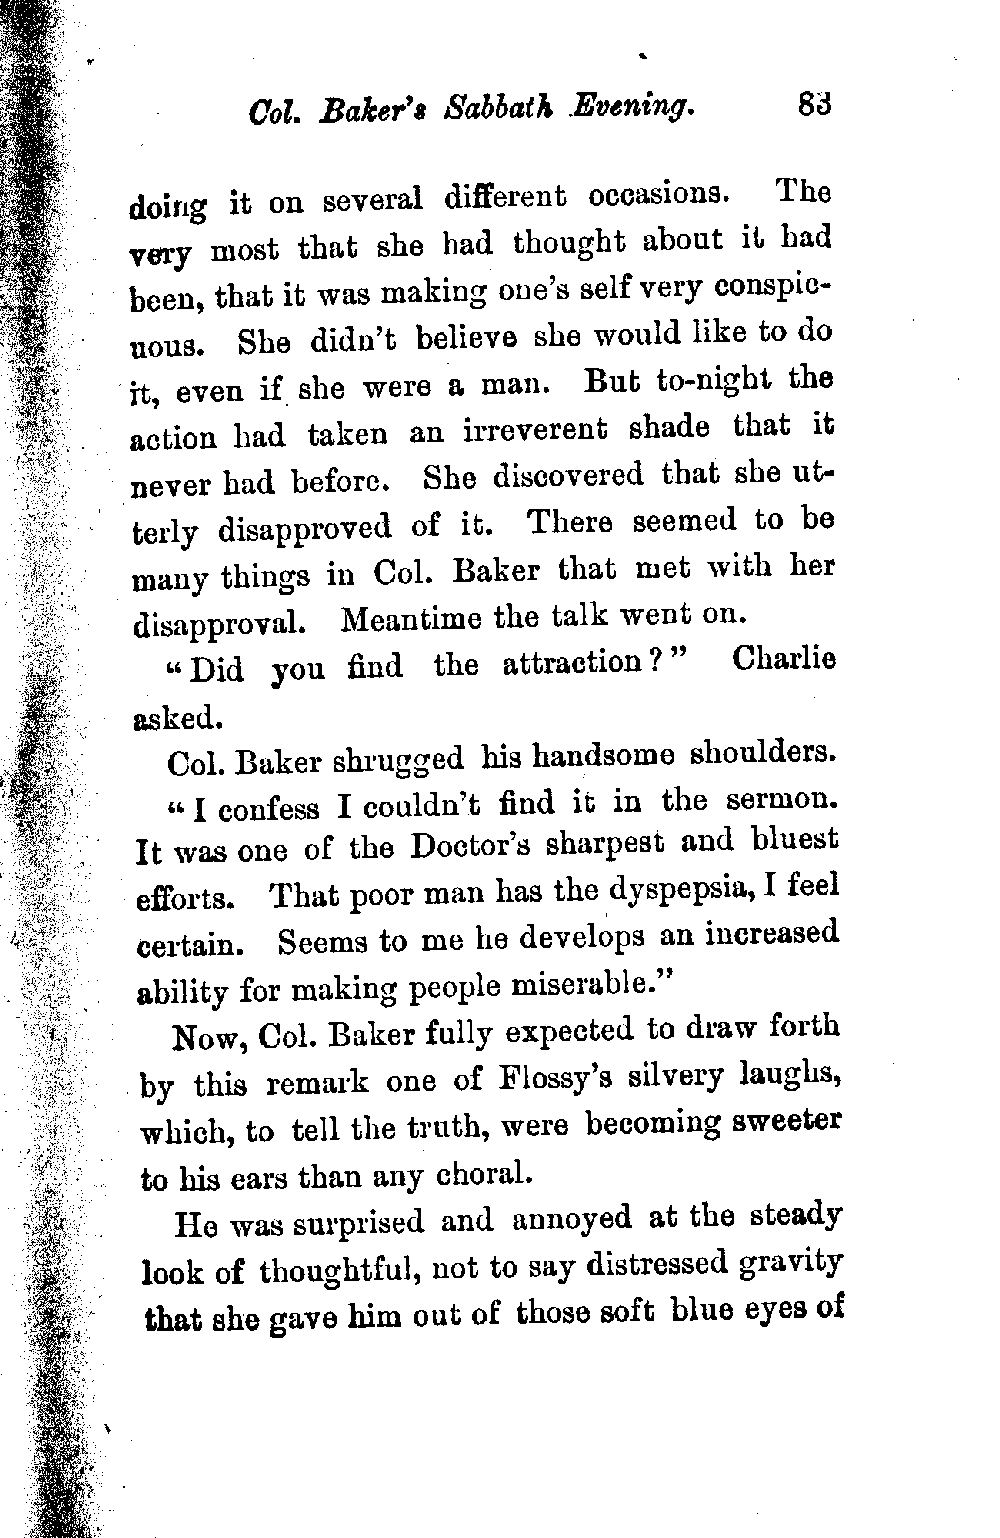 Col. Baker's Sabbath Evening. 83
doing it on several different occasions. The
very most that she had thought about it had
been, that it was making one's self very conspic-
uous. She didn't believe she would like to do
it, even if she were a man. But to-night the
action had taken an irreverent shade that it
never had before. She discovered that she ut-
terly disapproved of it. There seemed to be
many things in Col. Baker that met with her
disapproval. Meantime the talk went on.
"Did you find the attraction?" Charlie
asked.
Col. Baker shrugged his handsome shoulders.
"I confess I couldn't find it in the sermon.
It was one of the Doctor's sharpest and bluest
efforts. That poor man has the dyspepsia, I feel
certain. Seems to me he develops an increased
ability for making people miserable."
Now, Col. Baker fully expected to draw forth
by this remark one of Flossy's silvery laughs,
which, to tell the truth, were becoming sweeter
to his ears than any choral.
He was surprised and annoyed at the steady
look of thoughtful, not to say distressed gravity
that she gave him out of those soft blue eyes of